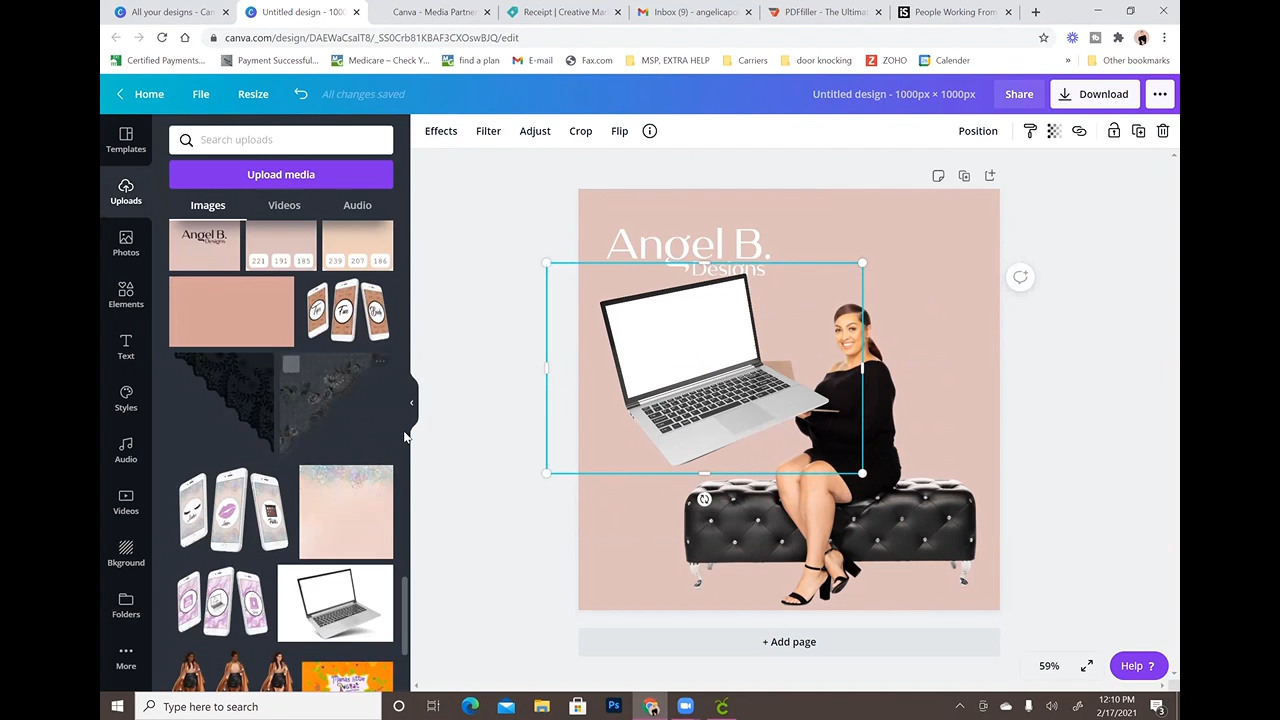 All your designs - Can
Untitled design - 1000
Canva - Media Partner
Receipt | Creative Ma
Inbox (9) - angelicapo
PDFfiller - The Ultima
People Working From
canva.com/design/DAEWaCsaIT8/_SS0Crb81KBAF3CXOswBJQ/edit
Certified Payments...
Payment Successful...
Medicare – Check Y...
find a plan
E-mail
Fax.com
MSP, EXTRA HELP
Carriers
door knocking
ZOHO
Calender
»
Other bookmarks
Home
File
Resize
All changes saved
Untitled design - 1000px × 1000px
Share
Download
Templates
Search uploads
Effects
Filter
Adjust
Crop
Flip
Position
Upload media
Uploads
Images
Videos
Audio
Photos
Angel B.
Designs
221 191 185
239 207 186
Elements
Text
Styles
Audio
Videos
Bkground
Folders
More
Angel B.
Designs
+ Add page
59%
Help ?
Type here to search
12:10 PM
2/17/2021
3